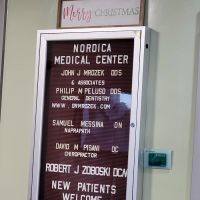 Merry CHRISTMAS
NORDICA
MEDICAL CENTER
JOHN J MROZEK DDS
& ASSOCIATES
PHILIP M PELUSO DDS
GENERAL DENTISTRY
WWW.DRMROZEK.COM
SAMUEL MESSINA DN
NAPRAPATH
DAVID M PISANI DC
CHIROPRACTOR
ROBERT J ZOBOSKI DCM
NEW PATIENTS
WELCOME